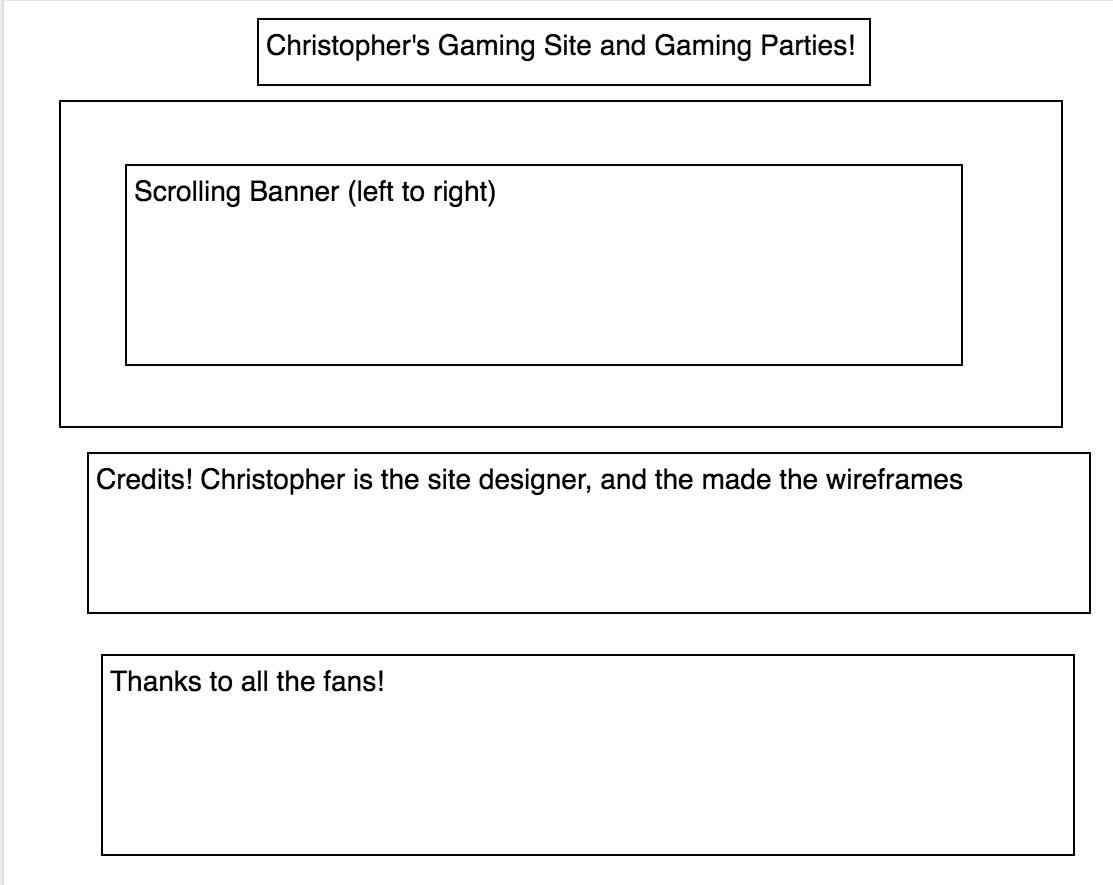 Christopher's Gaming Site and Gaming Parties!
Scrolling Banner (left to right)
Credits! Christopher is the site designer, and the made the wireframes
Thanks to all the fans!